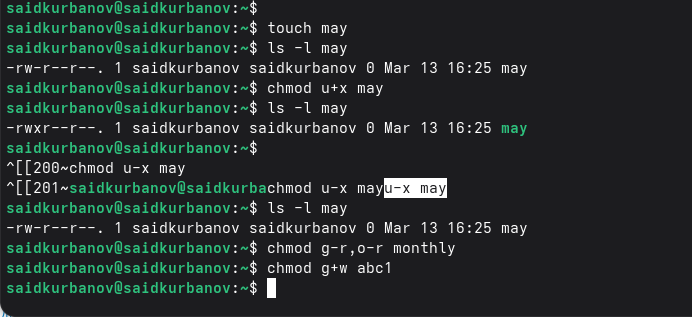 saidkurbanov@saidkurbanov:~$
saidkurbanov@saidkurbanov:~$ touch may
saidkurbanov@saidkurbanov:~$ ls -l may
-rw-r--r--. 1 saidkurbanov saidkurbanov 0 Mar 13 16:25 may
saidkurbanov@saidkurbanov:~$ chmod u+x may
saidkurbanov@saidkurbanov:~$ ls -l may
-rwxr--r--. 1 saidkurbanov saidkurbanov 0 Mar 13 16:25 may
saidkurbanov@saidkurbanov:~$
^[[200~chmod u-x may
^[[201~saidkurbanov@saidkurbachmod u-x mayu-x may
saidkurbanov@saidkurbanov:~$ ls -l may
-rw-r--r--. 1 saidkurbanov saidkurbanov 0 Mar 13 16:25 may
saidkurbanov@saidkurbanov:~$ chmod g-r,o-r monthly
saidkurbanov@saidkurbanov:~$ chmod g+w abc1
saidkurbanov@saidkurbanov:~$